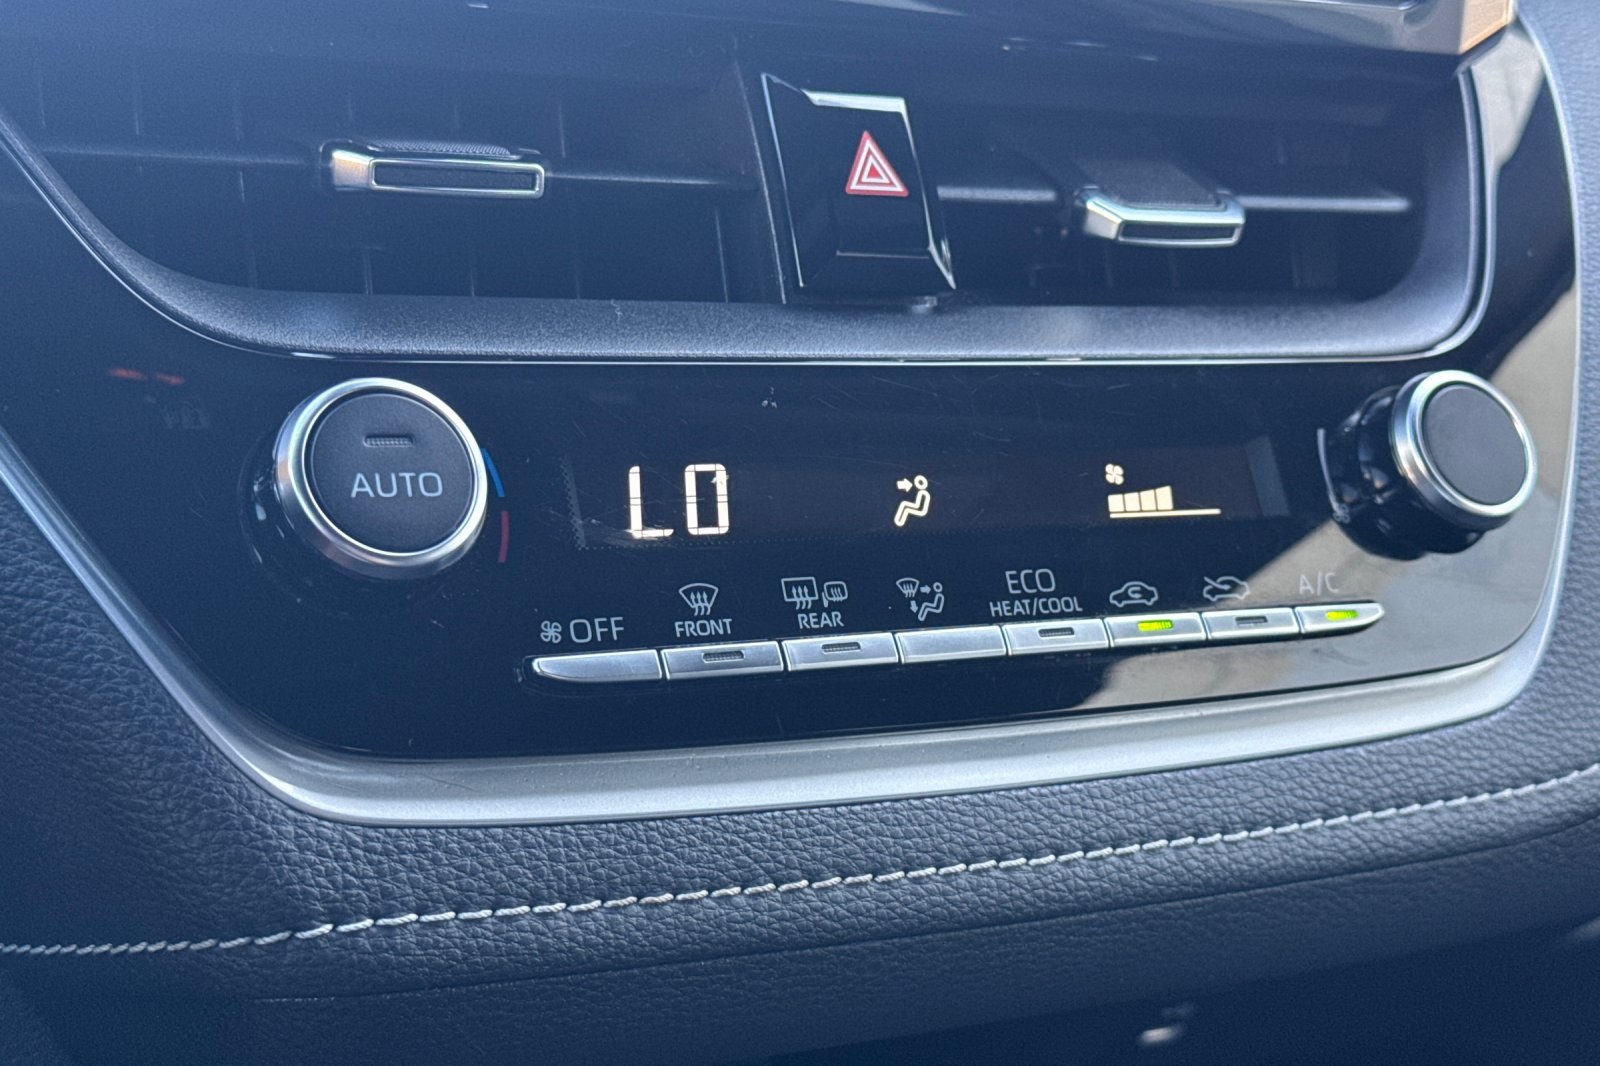 AUTO
LO
OFF
FRONT
REAR
ECO
HEAT/COOL
A/C